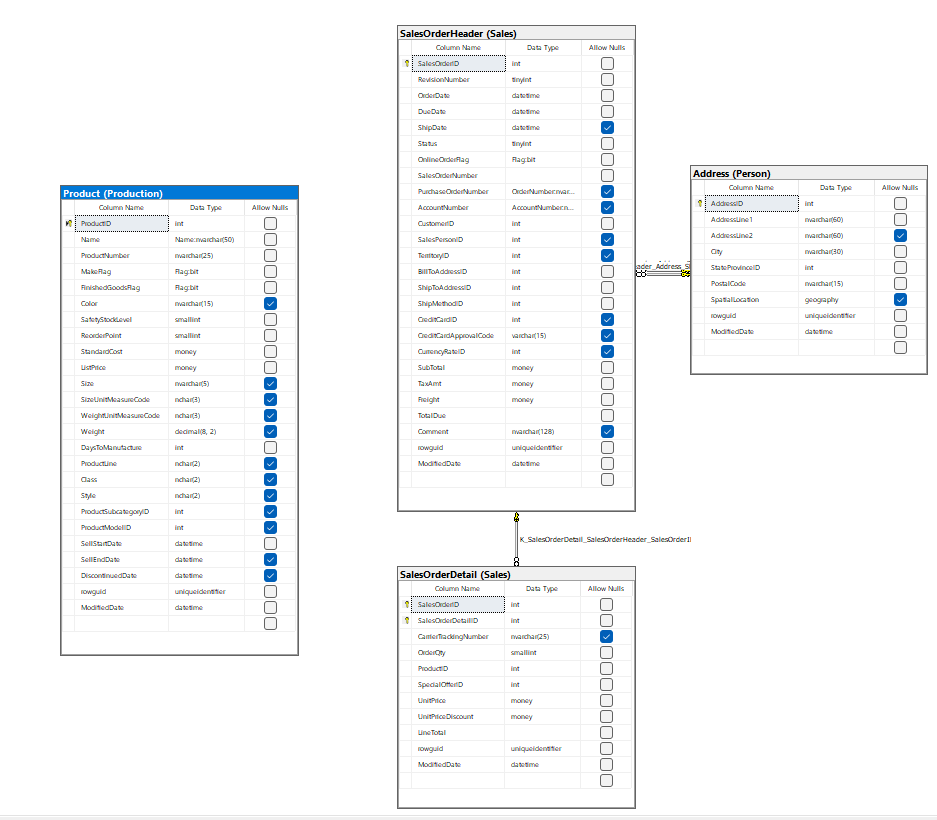 SalesOrderHeader (Sales)
Column Name Data Type Allow Nulls
SalesOrderID int
RevisionNumber tinyint
OrderDate datetime
DueDate datetime
ShipDate datetime
Status tinyint
OnlineOrderFlag Flag:bit
SalesOrderNumber
PurchaseOrderNumber OrderNumber:nvar...
AccountNumber AccountNumber:n...
CustomerID int
SalesPersonID int
TerritoryID int
BillToAddressID int
ShipToAddressID int
ShipMethodID int
CreditCardID int
CreditCardApprovalCode varchar(15)
CurrencyRateID int
SubTotal money
TaxAmt money
Freight money
TotalDue
Comment nvarchar(128)
rowguid uniqueidentifier
ModifiedDate datetime
Product (Production)
Column Name Data Type Allow Nulls
ProductID int
Name Name:nvarchar(50)
ProductNumber nvarchar(25)
MakeFlag Flag:bit
FinishedGoodsFlag Flag:bit
Color nvarchar(15)
SafetyStockLevel smallint
ReorderPoint smallint
StandardCost money
ListPrice money
Size nvarchar(5)
SizeUnitMeasureCode nchar(3)
WeightUnitMeasureCode nchar(3)
Weight decimal(8, 2)
DaysToManufacture int
ProductLine nchar(2)
Class nchar(2)
Style nchar(2)
ProductSubcategoryID int
ProductModelID int
SellStartDate datetime
SellEndDate datetime
DiscontinuedDate datetime
rowguid uniqueidentifier
ModifiedDate datetime
Address (Person)
Column Name Data Type Allow Nulls
AddressID int
AddressLine1 nvarchar(60)
AddressLine2 nvarchar(60)
City nvarchar(30)
StateProvinceID int
PostalCode nvarchar(15)
SpatialLocation geography
rowguid uniqueidentifier
ModifiedDate datetime
K_SalesOrderDetail_SalesOrderHeader_SalesOrderI
SalesOrderDetail (Sales)
Column Name Data Type Allow Nulls
SalesOrderID int
SalesOrderDetailID int
CarrierTrackingNumber nvarchar(25)
OrderQty smallint
ProductID int
SpecialOfferID int
UnitPrice money
UnitPriceDiscount money
LineTotal
rowguid uniqueidentifier
ModifiedDate datetime